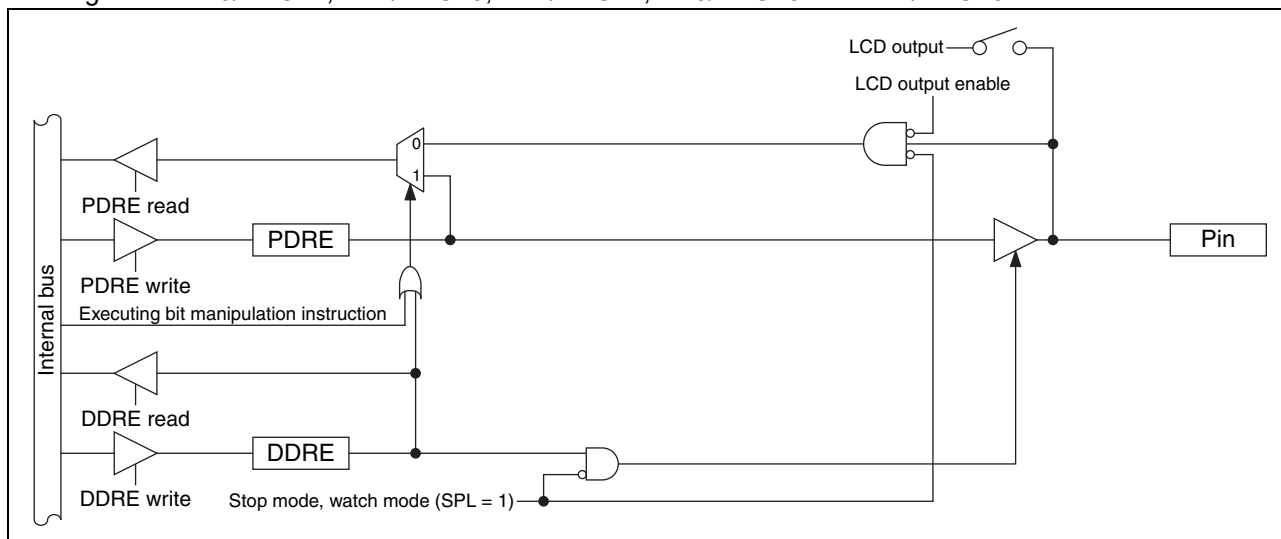 LCD output
LCD output enable
0
1
PDRE read
PDRE
Pin
PDRE write
Internal bus
Executing bit manipulation instruction
DDRE read
DDRE
DDRE write
Stop mode, watch mode (SPL = 1)